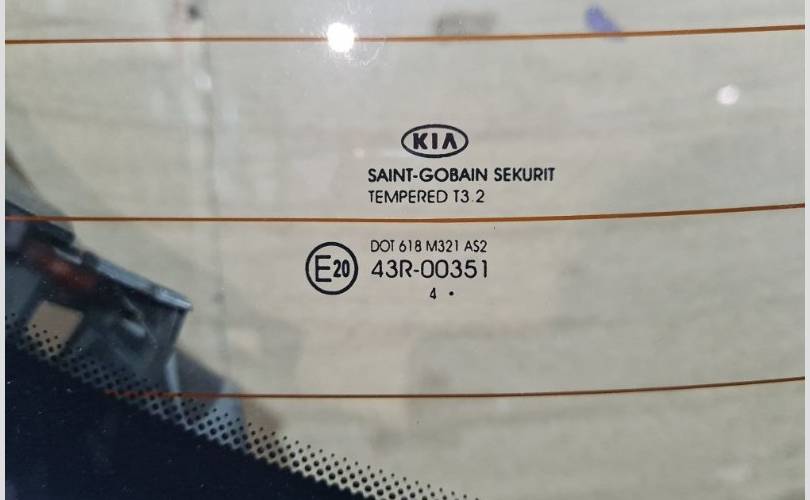 KIA
SAINT-GOBAIN SEKURIT
TEMPERED T3.2
DOT 618 M321 AS2
E20 43R-00351
4 •